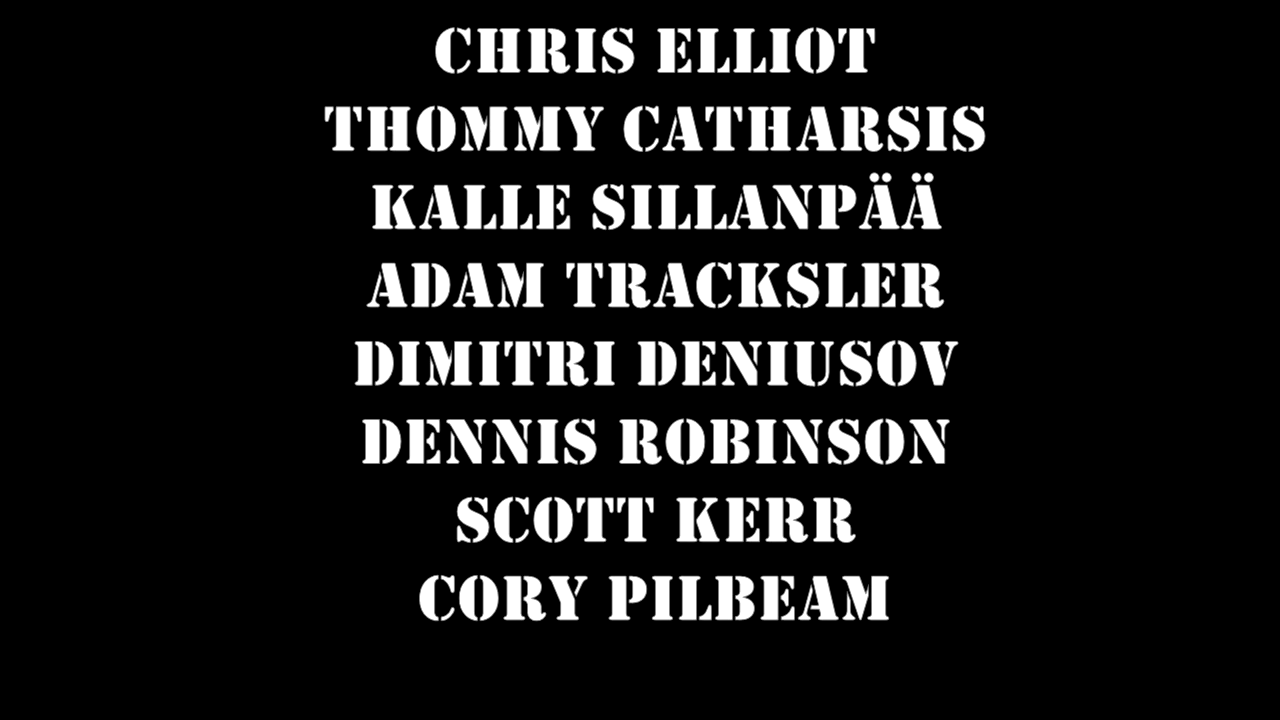 CHRIS ELLIOT
THOMMY CATHARSIS
KALLE SILLANPÄÄ
ADAM TRACKSLER
DIMITRI DENIUSOV
DENNIS ROBINSON
SCOTT KERR
CORY PILBEAM